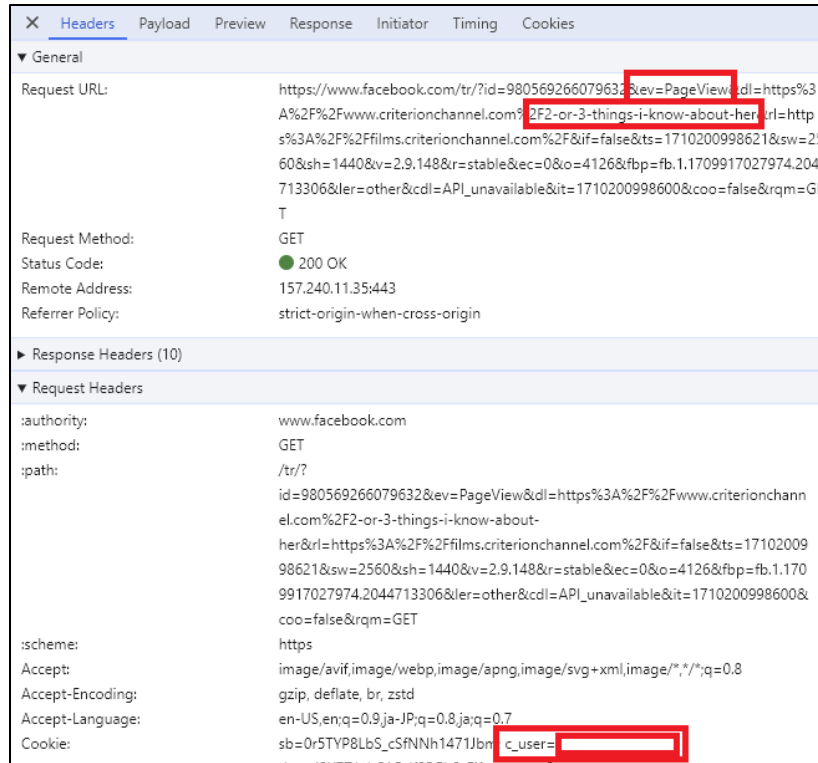 Headers Payload Preview Response Initiator Timing Cookies
General
Request URL: https://www.facebook.com/tr/?id=980569266079632&ev=PageView&dl=https%3
A%2F%2Fwww.criterionchannel.com%2F2-or-3-things-i-know-about-her&rl=http
s%3A%2F%2Ffilms.criterionchannel.com%2F&if=false&ts=1710200998621&sw=25
60&sh=1440&v=2.9.148&r=stable&ec=0&o=4126&fbp=fb.1.1709917027974.204
4713306&ler=other&cdl=API_unavailable&it=1710200998600&coo=false&rqm=G
T
Request Method: GET
Status Code: 200 OK
Remote Address: 157.240.11.35:443
Referrer Policy: strict-origin-when-cross-origin
Response Headers (10)
Request Headers
:authority: www.facebook.com
:method: GET
:path: /tr/?
id=980569266079632&ev=PageView&dl=https%3A%2F%2Fwww.criterionchann
el.com%2F2-or-3-things-i-know-about-
her&rl=https%3A%2F%2Ffilms.criterionchannel.com%2F&if=false&ts=17102009
98621&sw=2560&sh=1440&v=2.9.148&r=stable&ec=0&o=4126&fbp=fb.1.170
9917027974.2044713306&ler=other&cdl=API_unavailable&it=1710200998600&
coo=false&rqm=GET
:scheme: https
Accept: image/avif,image/webp,image/apng,image/svg+xml,image/*,*/*;q=0.8
Accept-Encoding: gzip, deflate, br, zstd
Accept-Language: en-US,en;q=0.9,ja-JP;q=0.8,ja;q=0.7
Cookie: sb=0r5TYP8LbS_cSfNNh1471Jbm c_user=